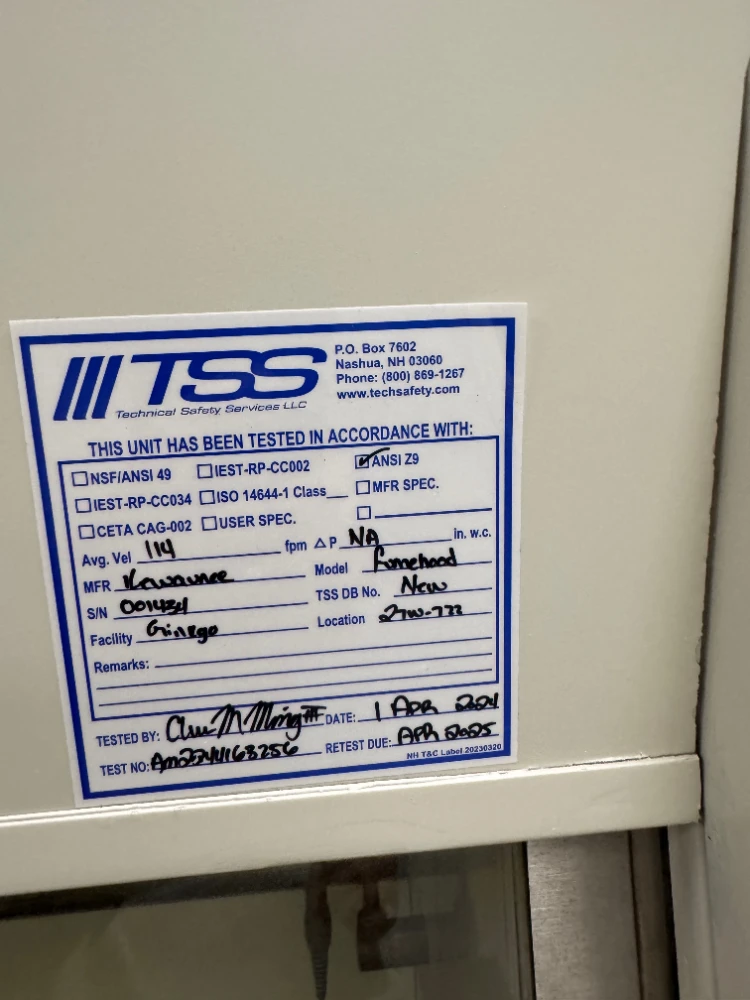 TSS
Technical Safety Services LLC
P.O. Box 7602
Nashua, NH 03060
Phone: (800) 869-1267
www.techsafety.com
THIS UNIT HAS BEEN TESTED IN ACCORDANCE WITH:
NSF/ANSI 49 IEST-RP-CC002 ANSI Z9
IEST-RP-CC034 ISO 14644-1 Class MFR SPEC.
CETA CAG-002 USER SPEC.
Avg. Vel 114 fpm △P NA in. w.c.
MFR Kewaunee Model Fumehood
S/N 001454 TSS DB No. New
Facility Ginkgo Location
Remarks:
TESTED BY: DATE: 1 APR 2024
TEST NO: RETEST DUE: APR 2025
NH T&C Label 20230320